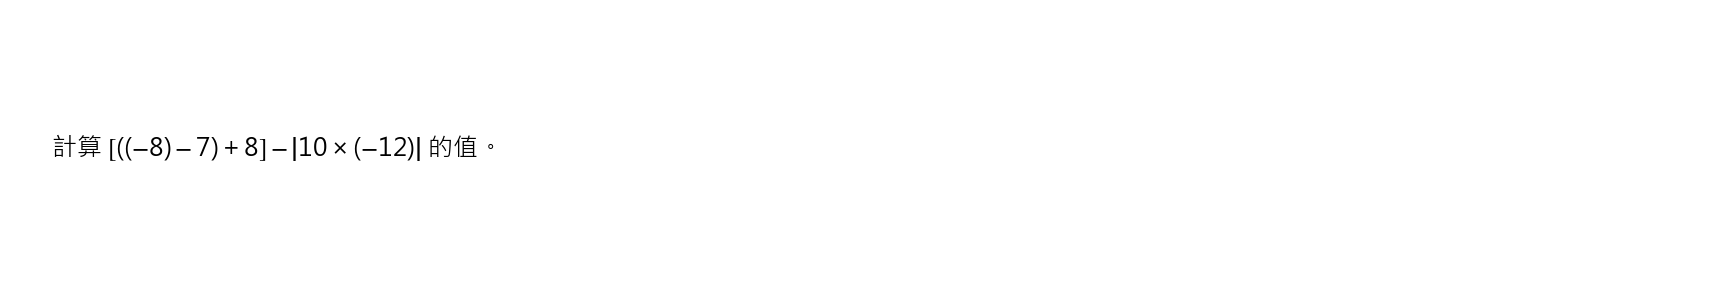 計算 [((−8) − 7) + 8] − |10 × (−12)| 的值。